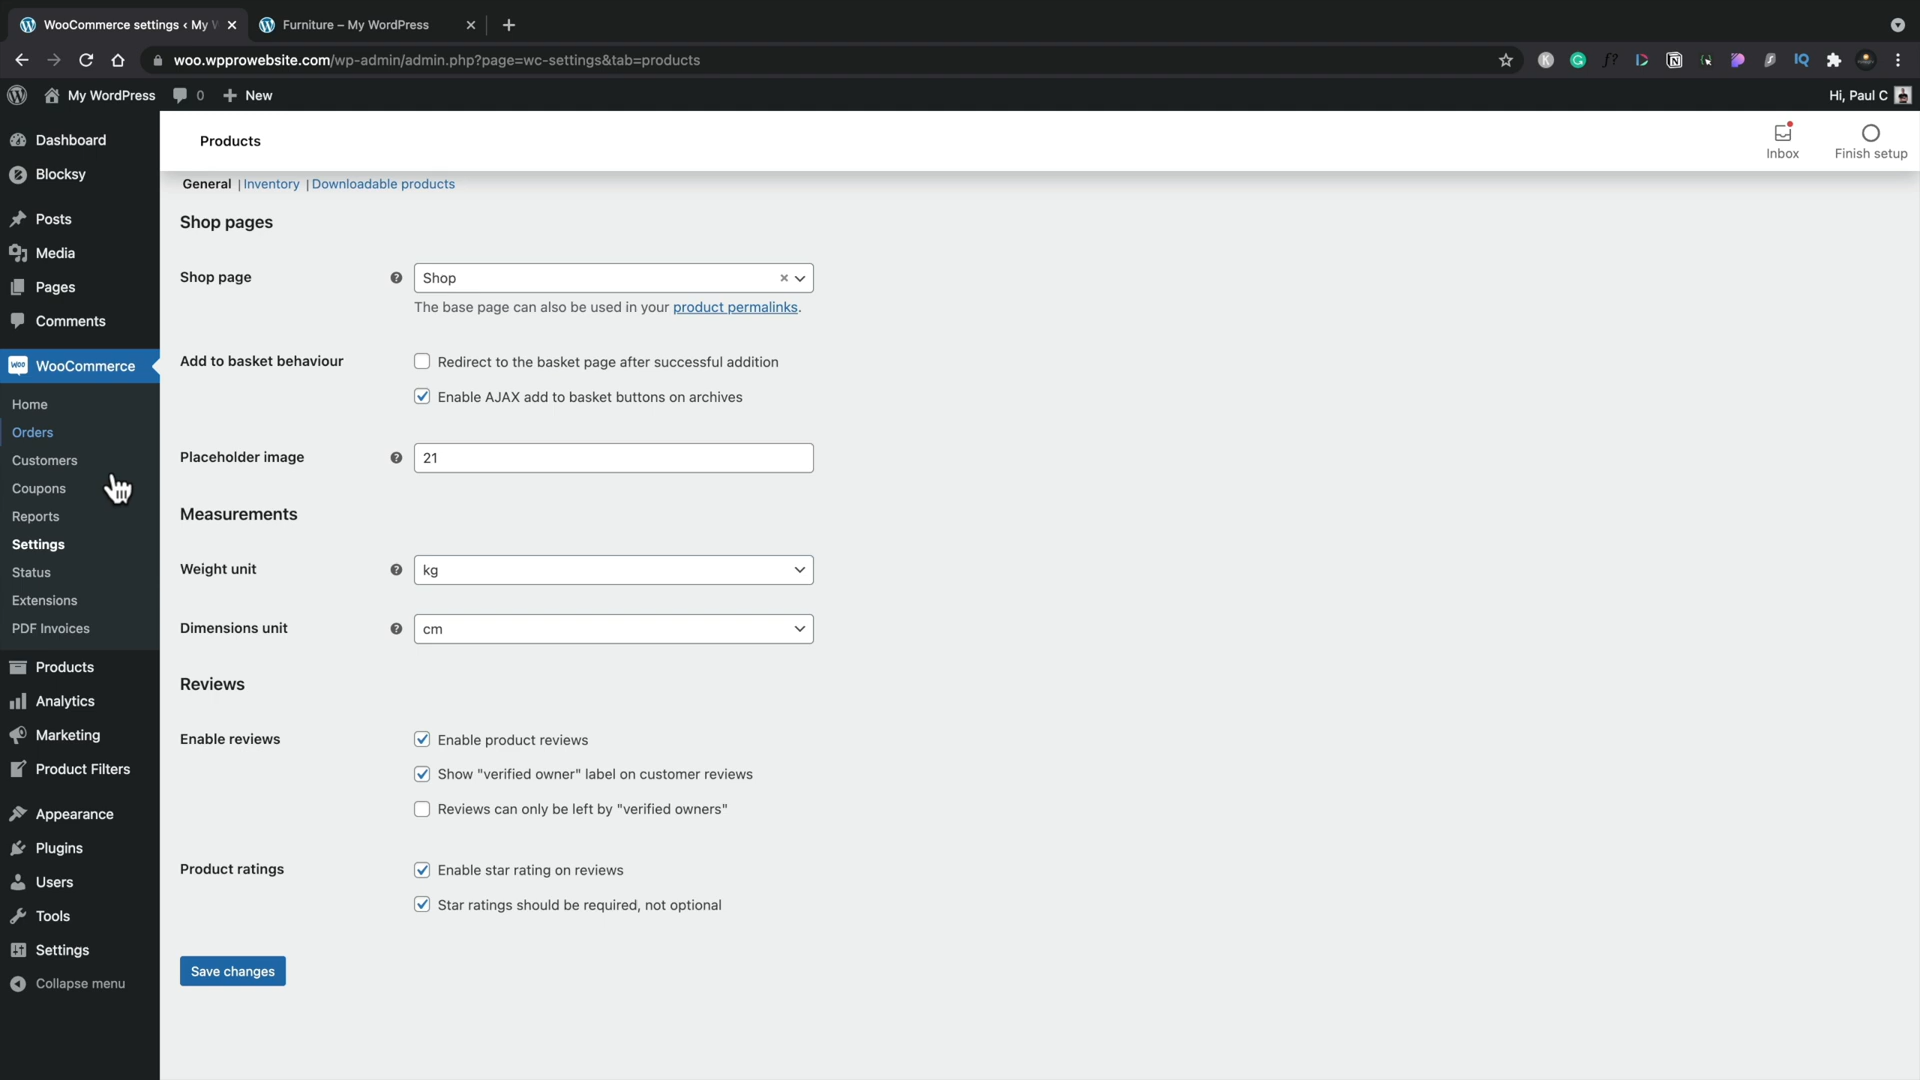 WooCommerce settings ‹ My W
Furniture – My WordPress
woo.wpprowebsite.com/wp-admin/admin.php?page=wc-settings&tab=products
My WordPress 0 New
Hi, Paul C
Dashboard
Blocksy
Posts
Media
Pages
Comments
WooCommerce
Home
Orders
Customers
Coupons
Reports
Settings
Status
Extensions
PDF Invoices
Products
Analytics
Marketing
Product Filters
Appearance
Plugins
Users
Tools
Settings
Collapse menu
Products
Inbox
Finish setup
General | Inventory | Downloadable products
Shop pages
Shop page
Shop
The base page can also be used in your product permalinks.
Add to basket behaviour
Redirect to the basket page after successful addition
Enable AJAX add to basket buttons on archives
Placeholder image
21
Measurements
Weight unit
kg
Dimensions unit
cm
Reviews
Enable reviews
Enable product reviews
Show "verified owner" label on customer reviews
Reviews can only be left by "verified owners"
Product ratings
Enable star rating on reviews
Star ratings should be required, not optional
Save changes